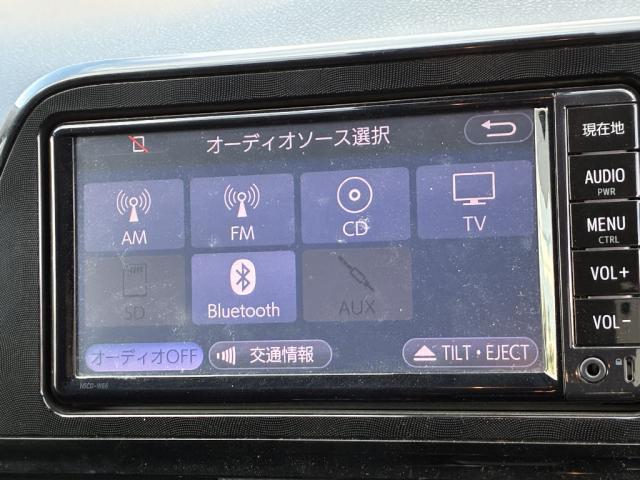 オーディオソース選択
AM
FM
CD
TV
SD
Bluetooth
AUX
オーディオOFF
交通情報
TILT・EJECT
現在地
AUDIO
PWR
MENU
CTRL
VOL+
VOL−
NSCD-W66